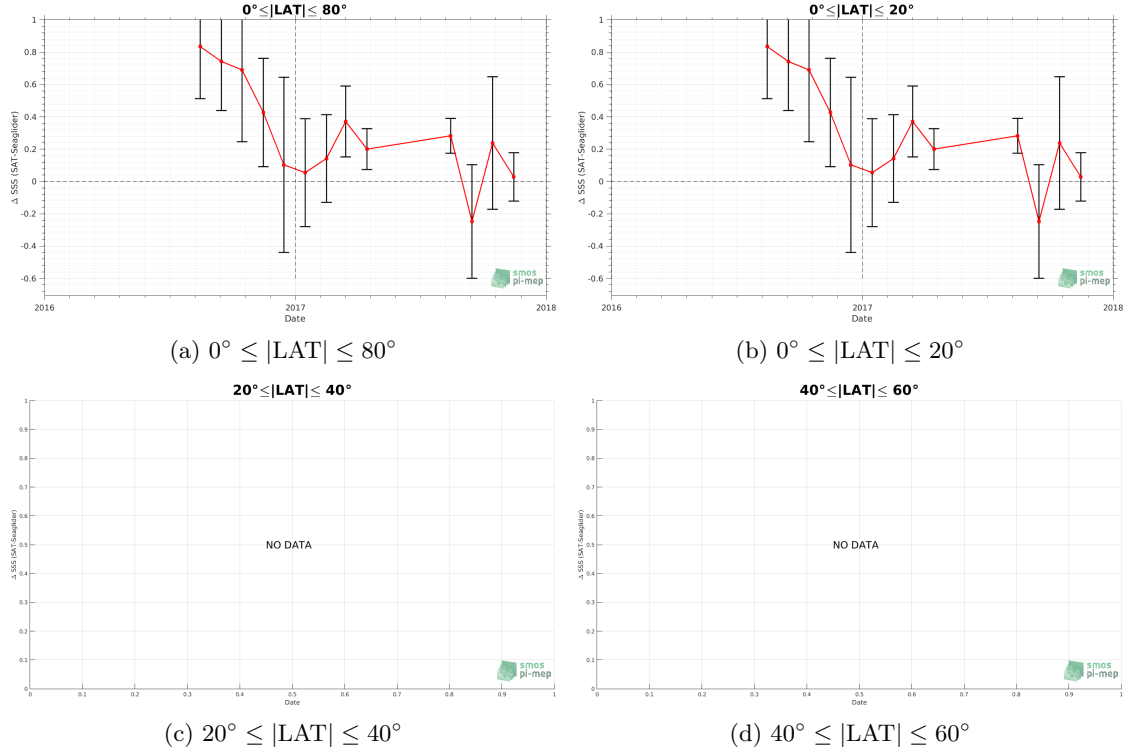 0°≤|LAT|≤ 80°
1
0.8
0.6
0.4
0.2
0
-0.2
-0.4
-0.6
Δ SSS (SAT-Seaglider)
2016
2017
2018
Date
smos
pi-mep
(a) 0° ≤ |LAT| ≤ 80°
0°≤|LAT|≤ 20°
1
0.8
0.6
0.4
0.2
0
-0.2
-0.4
-0.6
Δ SSS (SAT-Seaglider)
2016
2017
2018
Date
smos
pi-mep
(b) 0° ≤ |LAT| ≤ 20°
20°≤|LAT|≤ 40°
1
0.9
0.8
0.7
0.6
0.5
0.4
0.3
0.2
0.1
0
Δ SSS (SAT-Seaglider)
NO DATA
0 0.1 0.2 0.3 0.4 0.5 0.6 0.7 0.8 0.9 1
Date
smos
pi-mep
(c) 20° ≤ |LAT| ≤ 40°
40°≤|LAT|≤ 60°
1
0.9
0.8
0.7
0.6
0.5
0.4
0.3
0.2
0.1
0
Δ SSS (SAT-Seaglider)
NO DATA
0 0.1 0.2 0.3 0.4 0.5 0.6 0.7 0.8 0.9 1
Date
smos
pi-mep
(d) 40° ≤ |LAT| ≤ 60°